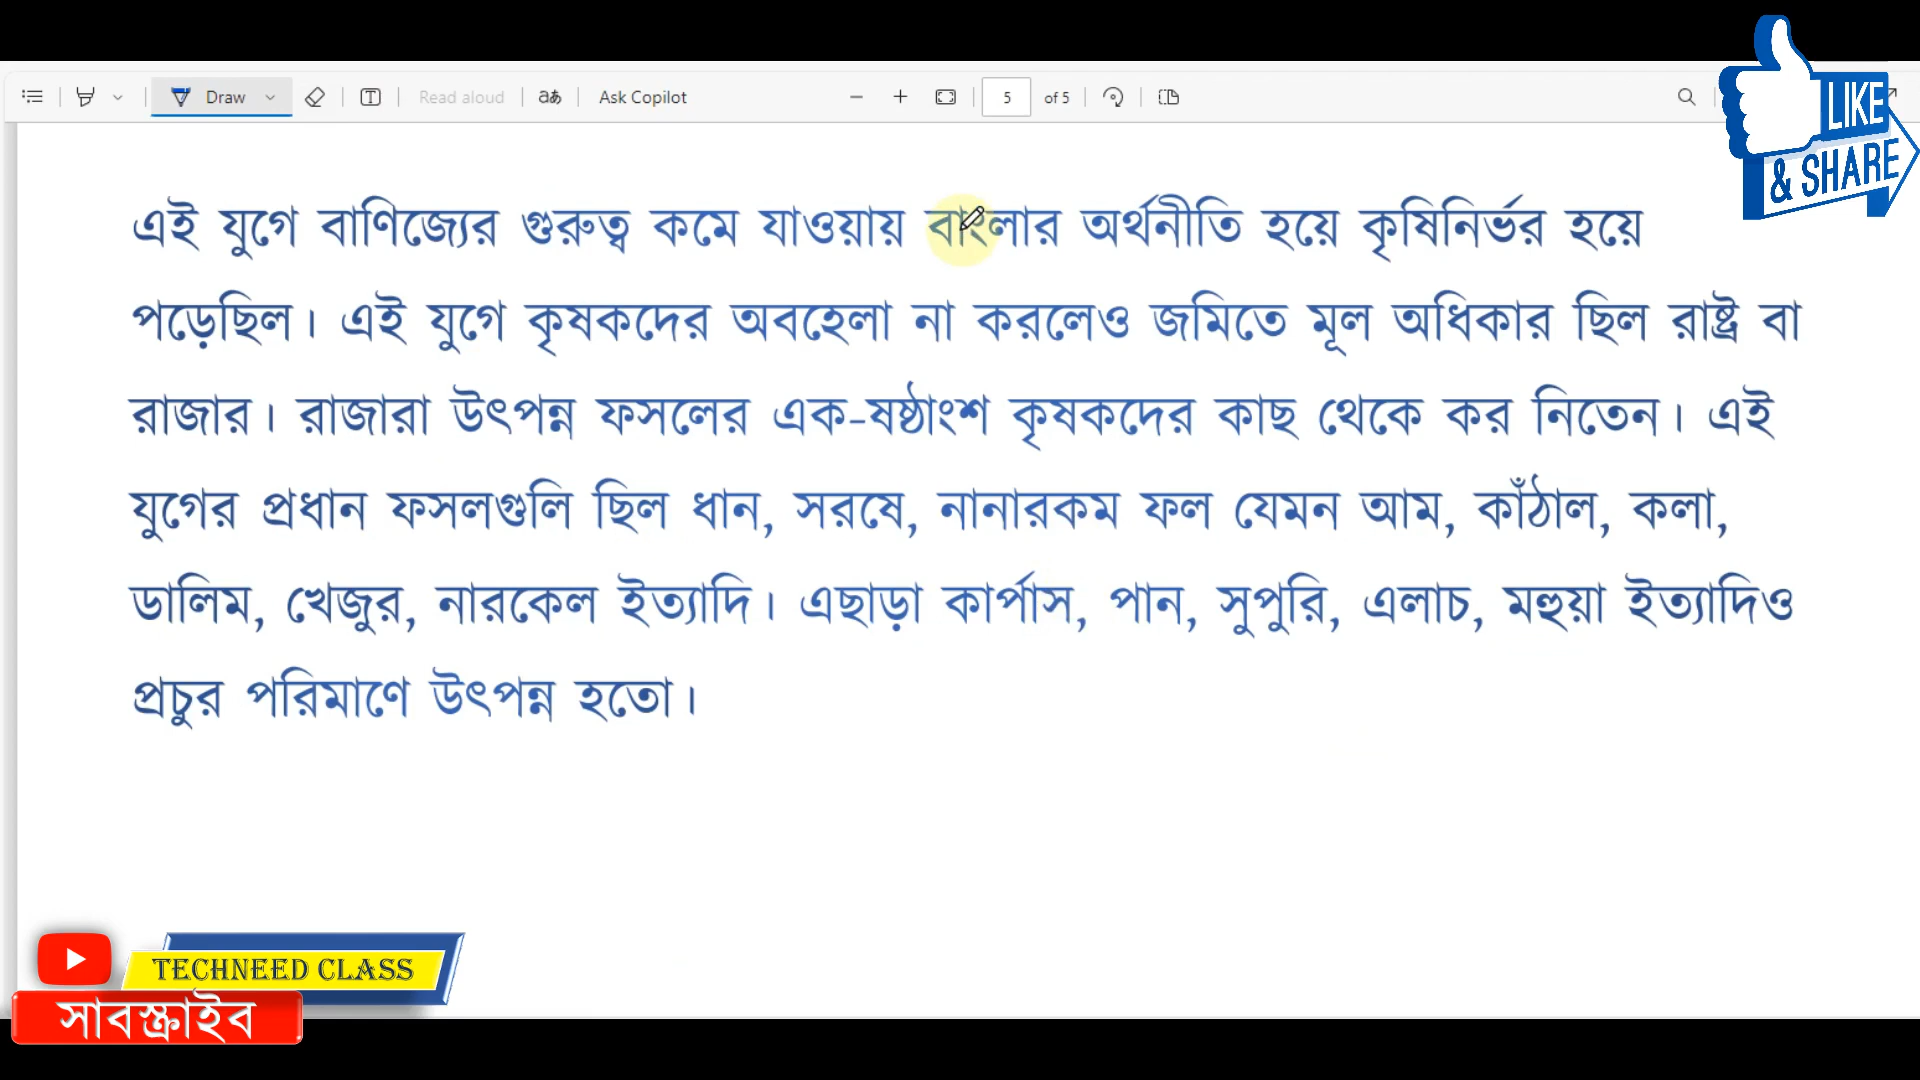 Draw
Read aloud
aあ
Ask Copilot
5
of 5
LIKE
& SHARE
এই যুগে বাণিজ্যের গুরুত্ব কমে যাওয়ায় বাংলার অর্থনীতি হয়ে কৃষিনির্ভর হয়ে
পড়েছিল। এই যুগে কৃষকদের অবহেলা না করলেও জমিতে মূল অধিকার ছিল রাষ্ট্র বা
রাজার। রাজারা উৎপন্ন ফসলের এক-ষষ্ঠাংশ কৃষকদের কাছ থেকে কর নিতেন। এই
যুগের প্রধান ফসলগুলি ছিল ধান, সরষে, নানারকম ফল যেমন আম, কাঁঠাল, কলা,
ডালিম, খেজুর, নারকেল ইত্যাদি। এছাড়া কার্পাস, পান, সুপুরি, এলাচ, মহুয়া ইত্যাদিও
প্রচুর পরিমাণে উৎপন্ন হতো।
TECHNEED CLASS
সাবস্ক্রাইব